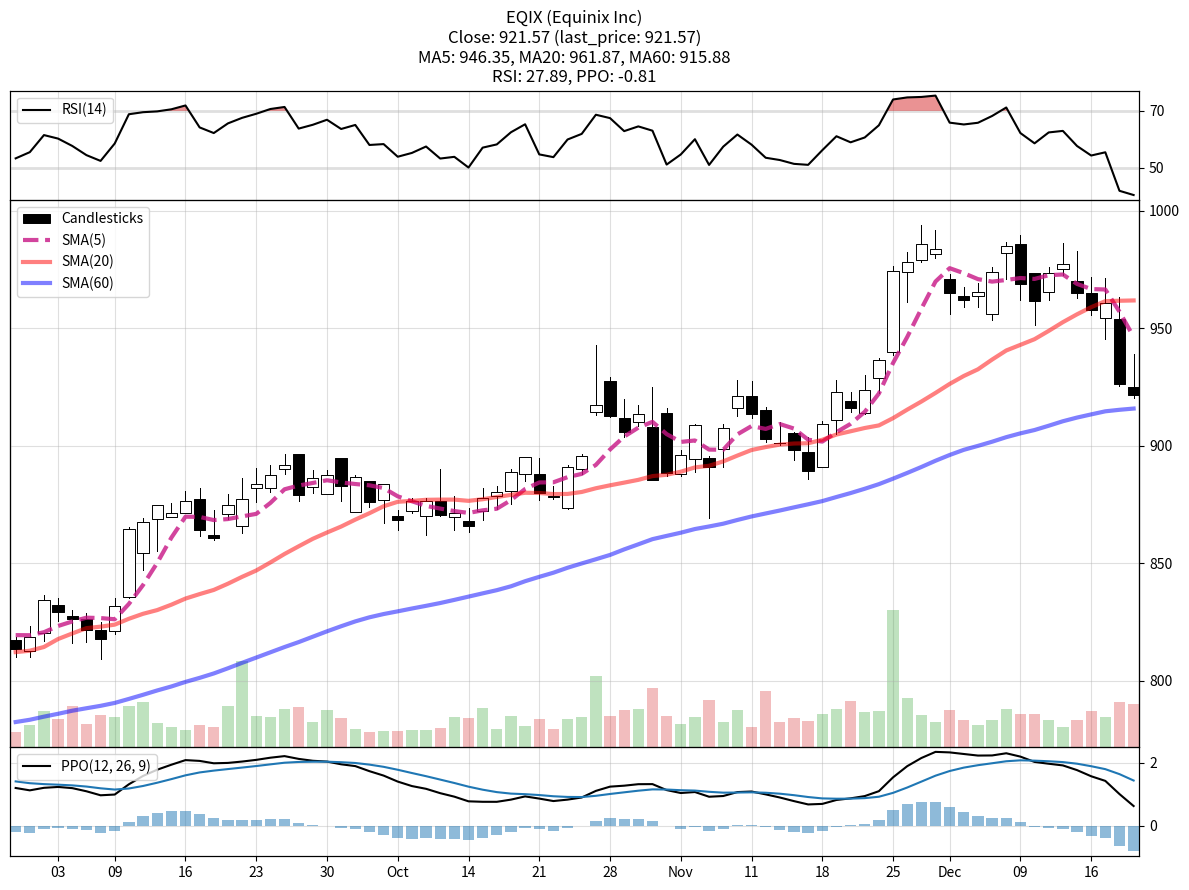 EQIX (Equinix Inc)
Close: 921.57 (last_price: 921.57)
MA5: 946.35, MA20: 961.87, MA60: 915.88
RSI: 27.89, PPO: -0.81
RSI(14)
70
50
Candlesticks
SMA(5)
SMA(20)
SMA(60)
1000
950
900
850
800
PPO(12, 26, 9)
2
0
03 09 16 23 30 Oct 14 21 28 Nov 11 18 25 Dec 09 16